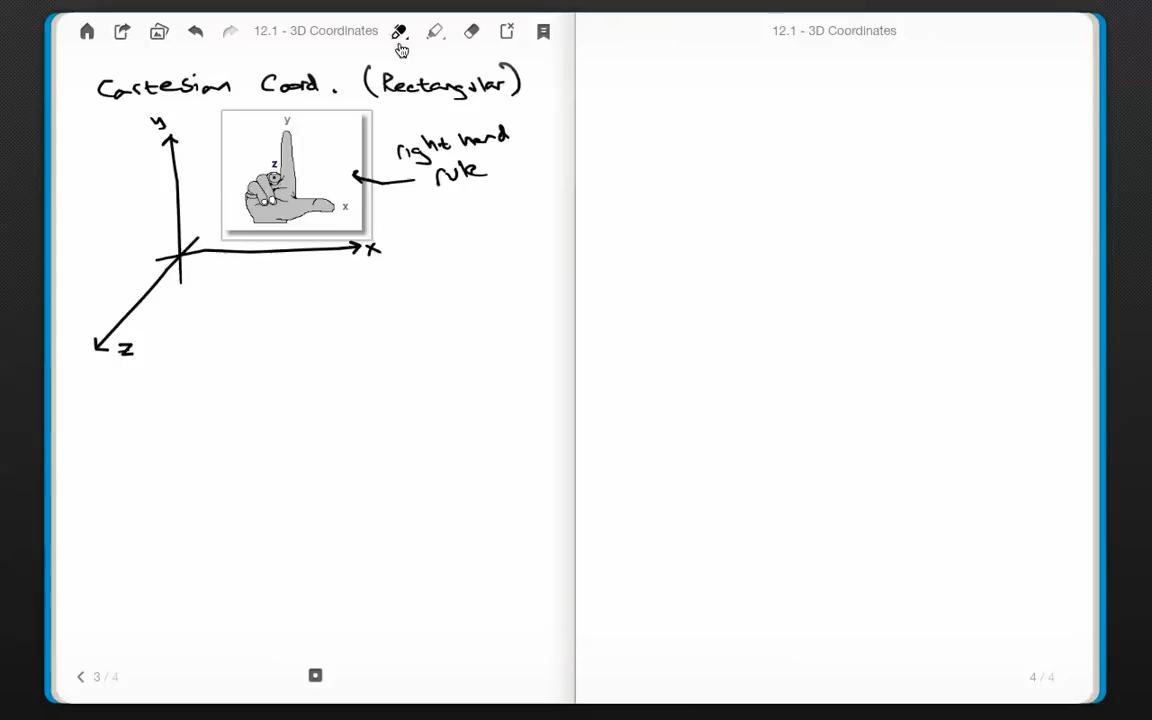 12.1 - 3D Coordinates
12.1 - 3D Coordinates
Cartesian Coord. (Rectangular)
y
y
z
x
right hand
rule
x
z
3 / 4
4 / 4